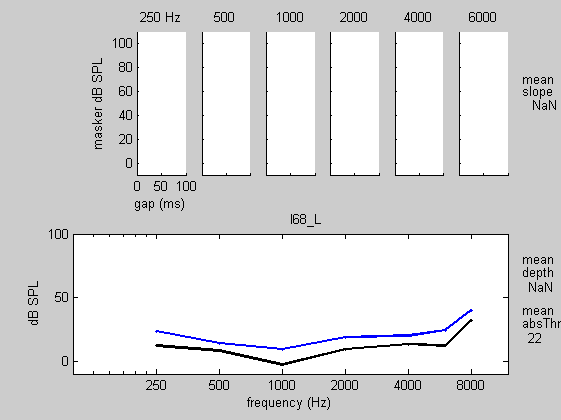 250 Hz 500 1000 2000 4000 6000
100
80
60
40
20
0
masker dB SPL
0 50 100
gap (ms)
mean
slope
NaN
I68_L
100
50
0
dB SPL
250 500 1000 2000 4000 8000
frequency (Hz)
mean
depth
NaN
mean
absThr
22